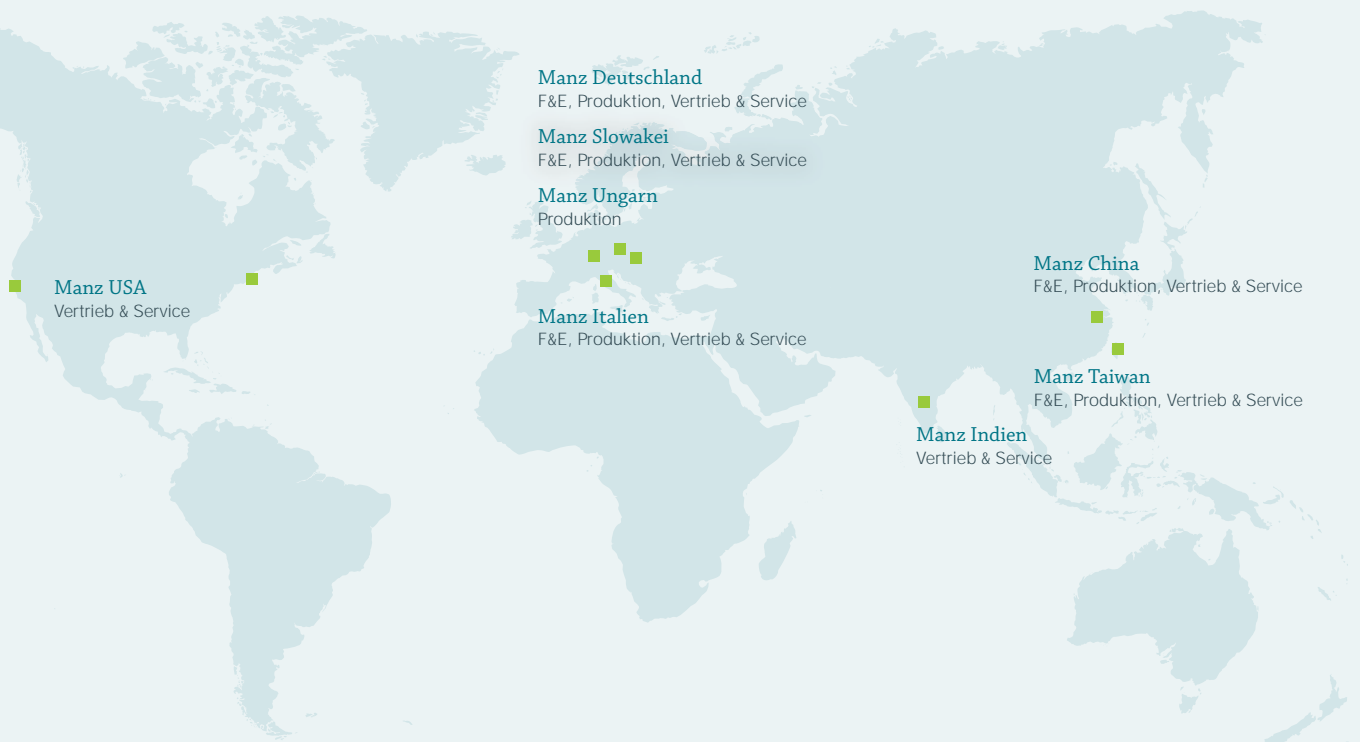 Manz Deutschland
F&E, Produktion, Vertrieb & Service
Manz Slowakei
F&E, Produktion, Vertrieb & Service
Manz Ungarn
Produktion
Manz USA
Vertrieb & Service
Manz Italien
F&E, Produktion, Vertrieb & Service
Manz China
F&E, Produktion, Vertrieb & Service
Manz Taiwan
F&E, Produktion, Vertrieb & Service
Manz Indien
Vertrieb & Service